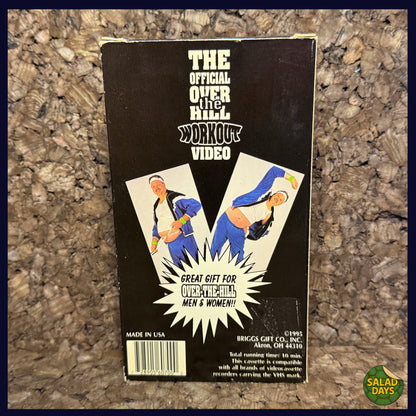 THE
OFFICIAL
OVER
the
HILL
WORKOUT
VIDEO
GREAT GIFT FOR
OVER-THE-HILL
MEN & WOMEN!!
MADE IN USA
©1995
BRIGGS GIFT CO., INC.
Akron, OH 44310
Total running time: 10 min.
This cassette is compatible
with all brands of videocassette
recorders carrying the VHS mark.
SALAD
DAYS